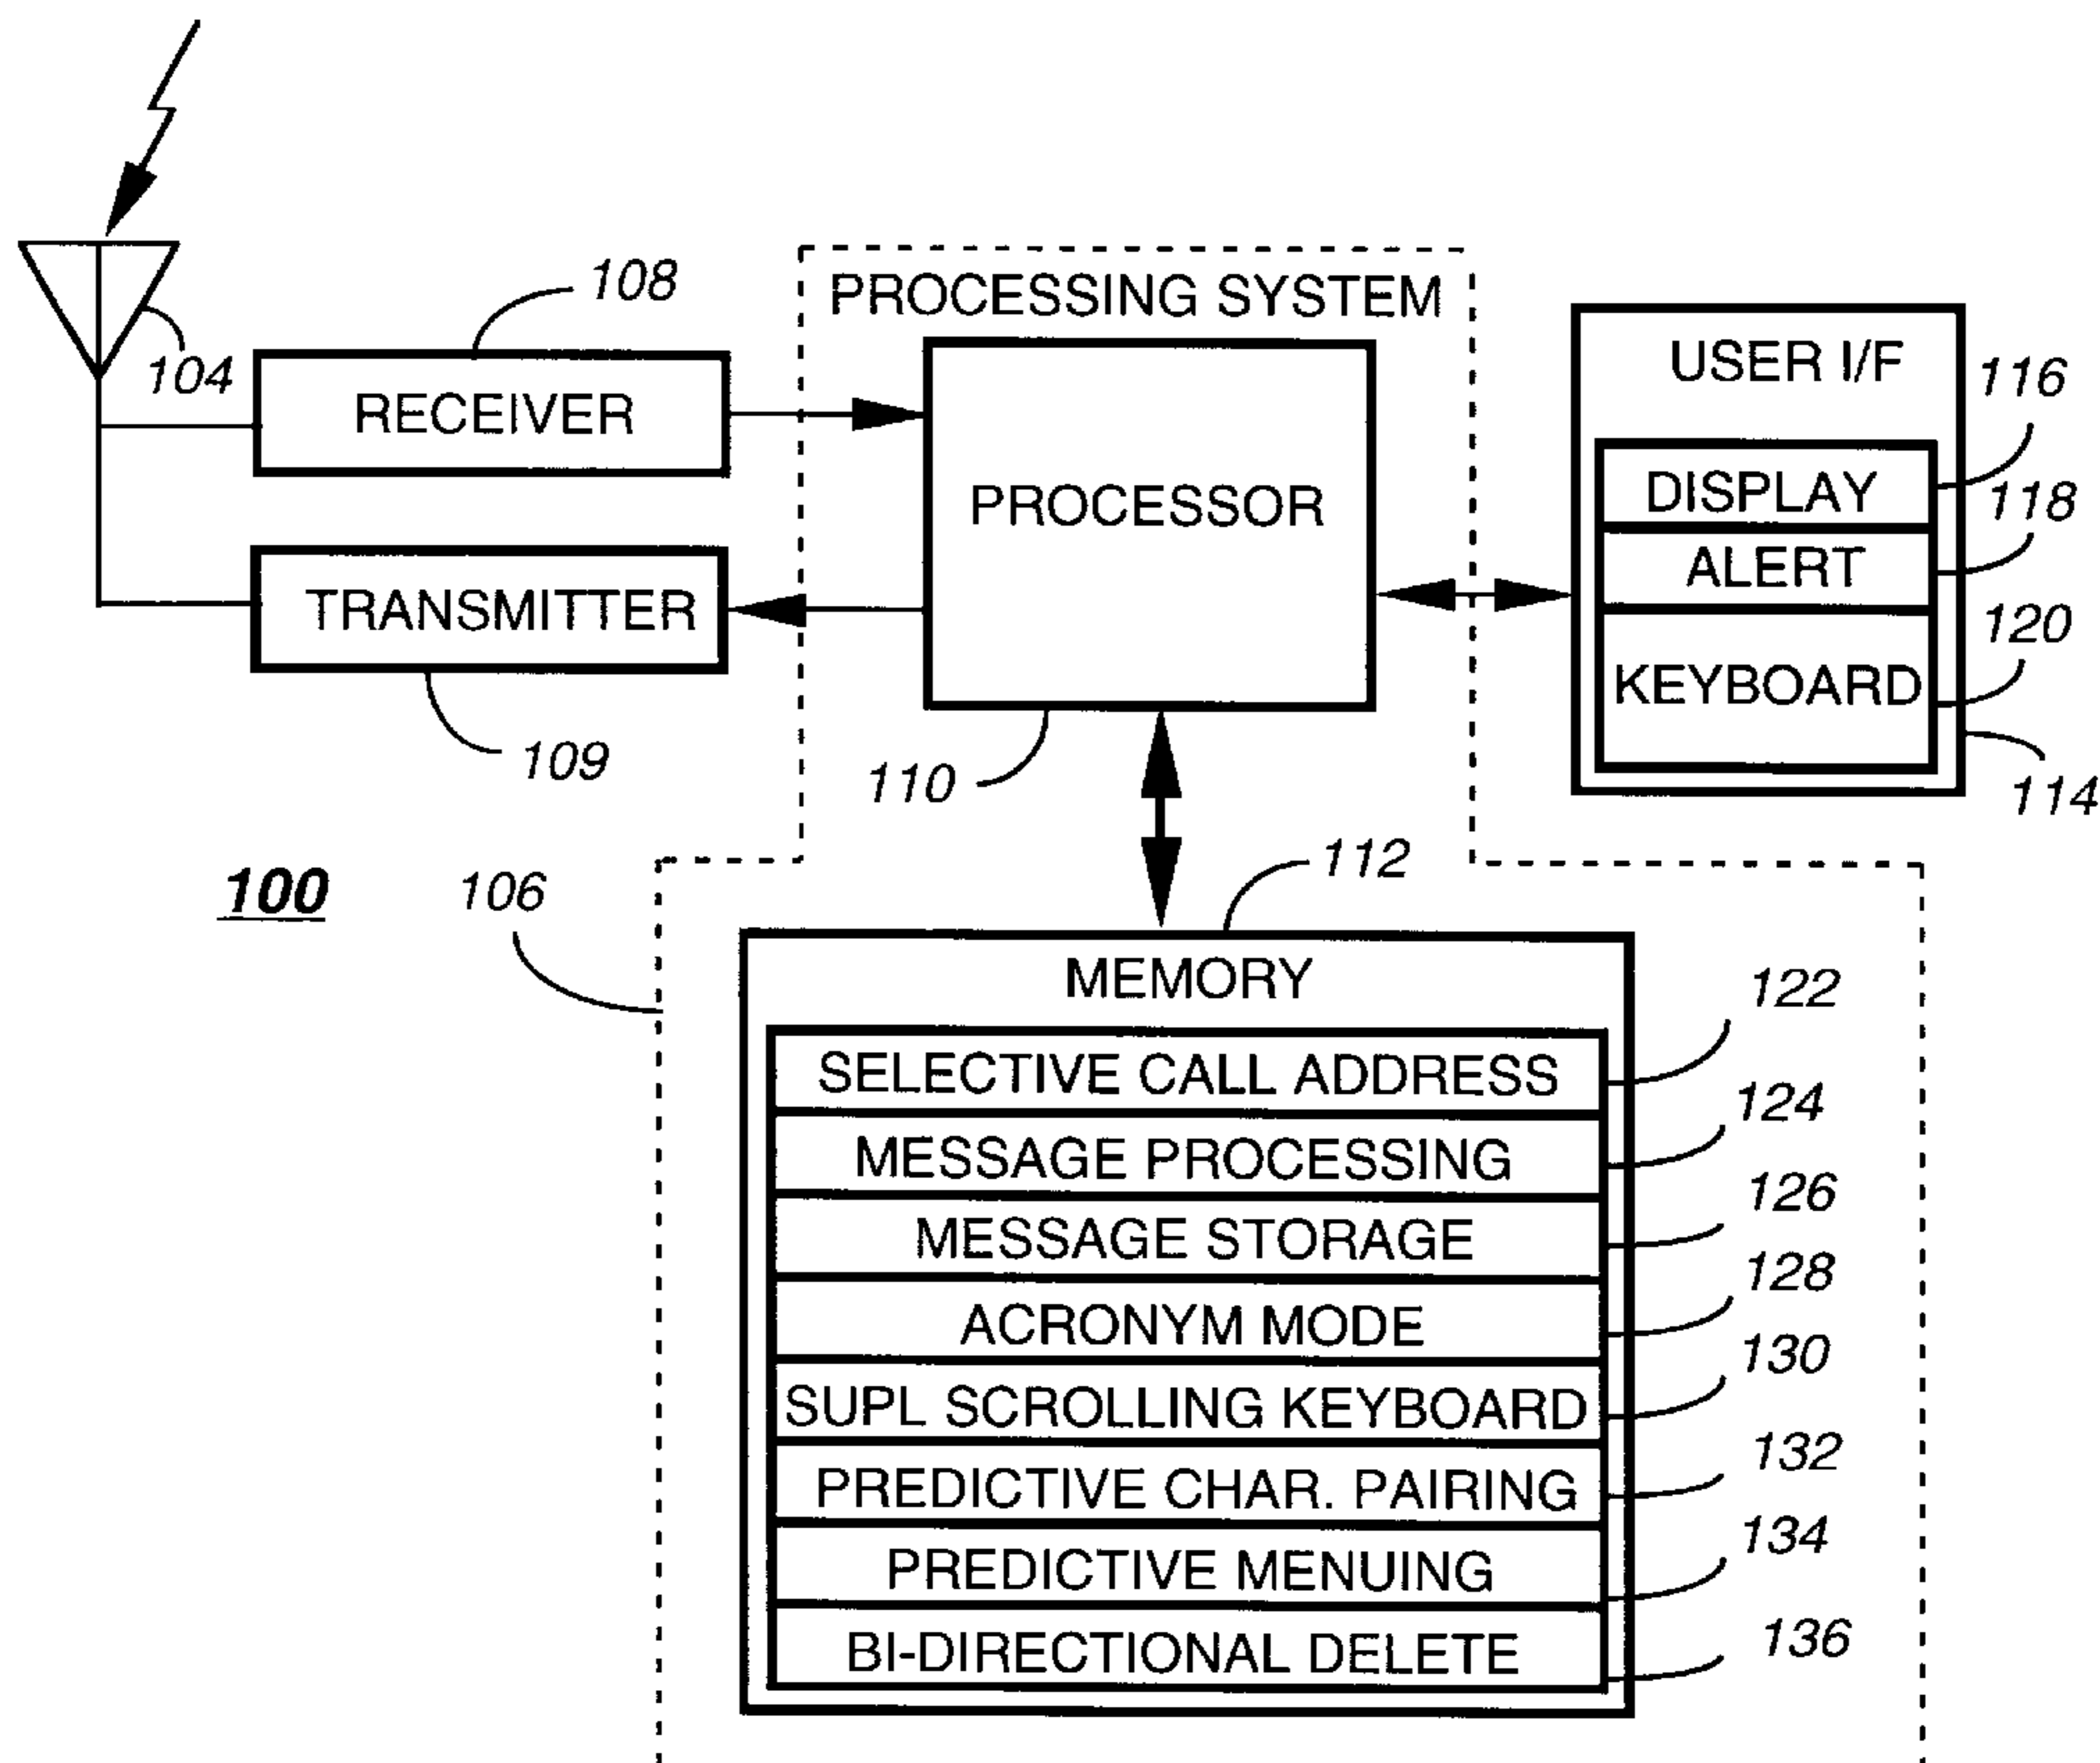 108
PROCESSING SYSTEM
104
RECEIVER
PROCESSOR
USER I/F
116
DISPLAY
118
ALERT
120
KEYBOARD
114
TRANSMITTER
109
110
100
106
112
MEMORY
SELECTIVE CALL ADDRESS
122
MESSAGE PROCESSING
124
MESSAGE STORAGE
126
ACRONYM MODE
128
SUPL SCROLLING KEYBOARD
130
PREDICTIVE CHAR. PAIRING
132
PREDICTIVE MENUING
134
BI-DIRECTIONAL DELETE
136